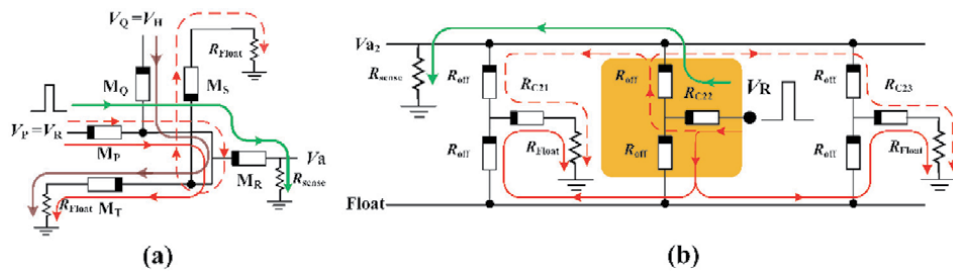 V_Q=V_H
R_Float
M_Q
M_S
V_P=V_R
M_P
M_R
Va
R_sense
R_Float
M_T
(a)
Va_2
R_sense
R_off
R_C21
R_off
R_Float
R_off
R_C22
V_R
R_off
R_off
R_C23
R_off
R_Float
Float
(b)